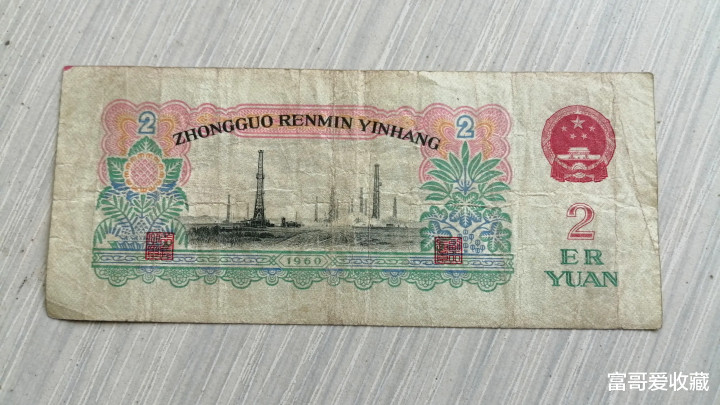 ZHONGGUO RENMIN YINHANG
2
2
1960
2
ER
YUAN
富哥爱收藏